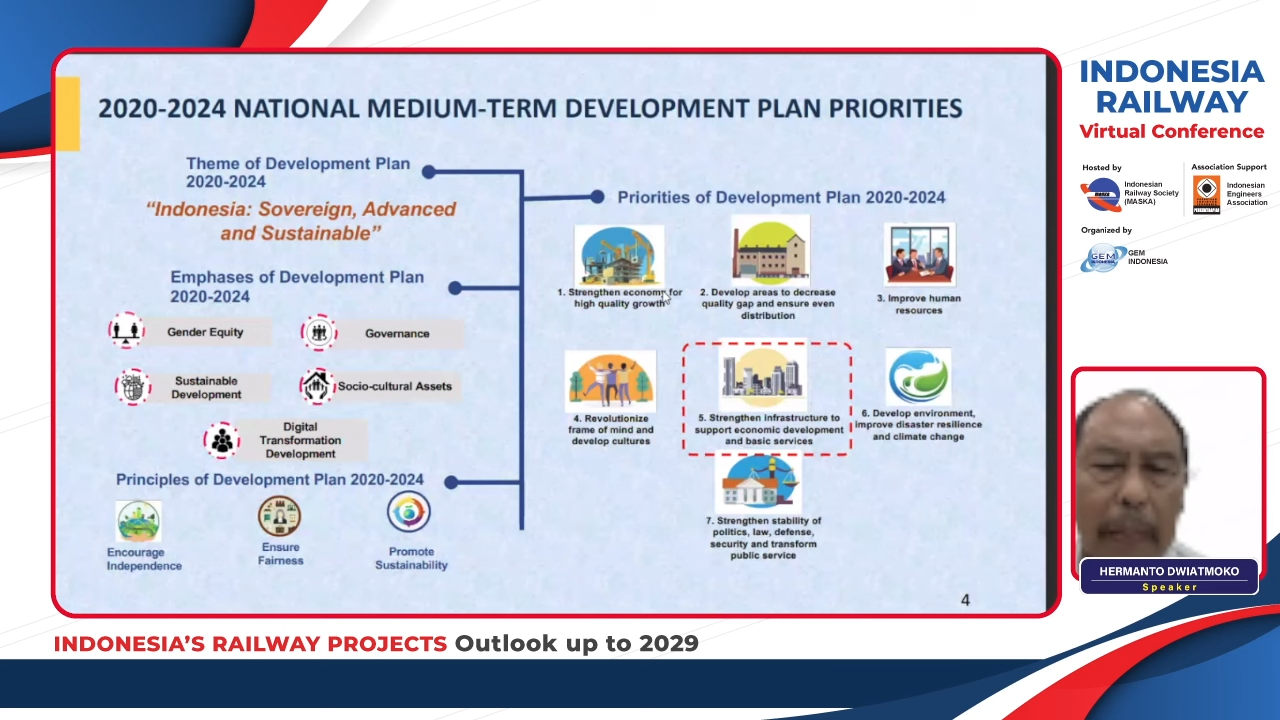 2020-2024 NATIONAL MEDIUM-TERM DEVELOPMENT PLAN PRIORITIES
Theme of Development Plan
2020-2024
“Indonesia: Sovereign, Advanced
and Sustainable”
Emphases of Development Plan
2020-2024
Gender Equity
Governance
Sustainable
Development
Socio-cultural Assets
Digital
Transformation
Development
Principles of Development Plan 2020-2024
Encourage
Independence
Ensure
Fairness
Promote
Sustainability
Priorities of Development Plan 2020-2024
1. Strengthen economy for
high quality growth
2. Develop areas to decrease
quality gap and ensure even
distribution
3. Improve human
resources
4. Revolutionize
frame of mind and
develop cultures
5. Strengthen infrastructure to
support economic development
and basic services
6. Develop environment,
improve disaster resilience
and climate change
7. Strengthen stability of
politics, law, defense,
security and transform
public service
4
INDONESIA
RAILWAY
Virtual Conference
Hosted by
MASKA
Indonesian
Railway Society
(MASKA)
Association Support
Indonesian
Engineers
Association
Organized by
GEM
INDONESIA
GEM
INDONESIA
HERMANTO DWIATMOKO
Speaker
INDONESIA’S RAILWAY PROJECTS Outlook up to 2029